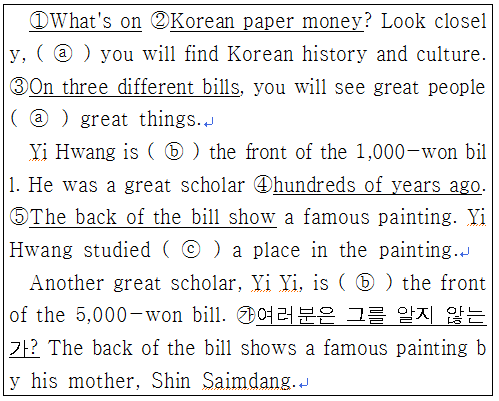 ①What's on ②Korean paper money? Look closel
y, ( ⓐ ) you will find Korean history and culture.
③On three different bills, you will see great people
( ⓐ ) great things.↵
Yi Hwang is ( ⓑ ) the front of the 1,000-won bil
l. He was a great scholar ④hundreds of years ago.
⑤The back of the bill show a famous painting. Yi
Hwang studied ( ⓒ ) a place in the painting.↵
Another great scholar, Yi Yi, is ( ⓑ ) the front
of the 5,000-won bill. ㉮여러분은 그를 알지 않는
가? The back of the bill shows a famous painting b
y his mother, Shin Saimdang.↵